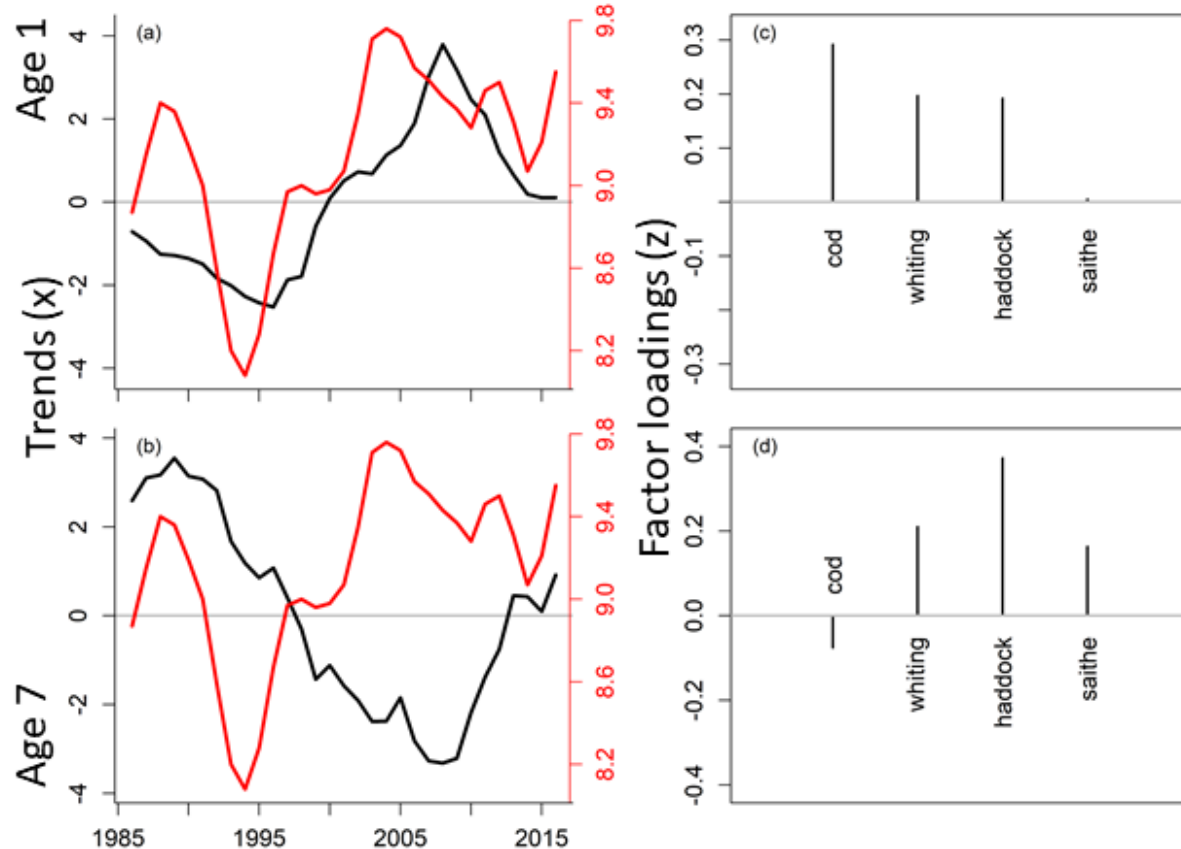 Age 1
Age 7
Trends (x)
(a)
4
2
0
-2
-4
9.8
9.4
9.0
8.6
8.2
(b)
4
2
0
-2
-4
9.8
9.4
9.0
8.6
8.2
1985
1995
2005
2015
Factor loadings (z)
(c)
0.3
0.2
0.1
-0.1
-0.3
cod
whiting
haddock
saithe
(d)
0.4
0.2
0.0
-0.2
-0.4
cod
whiting
haddock
saithe